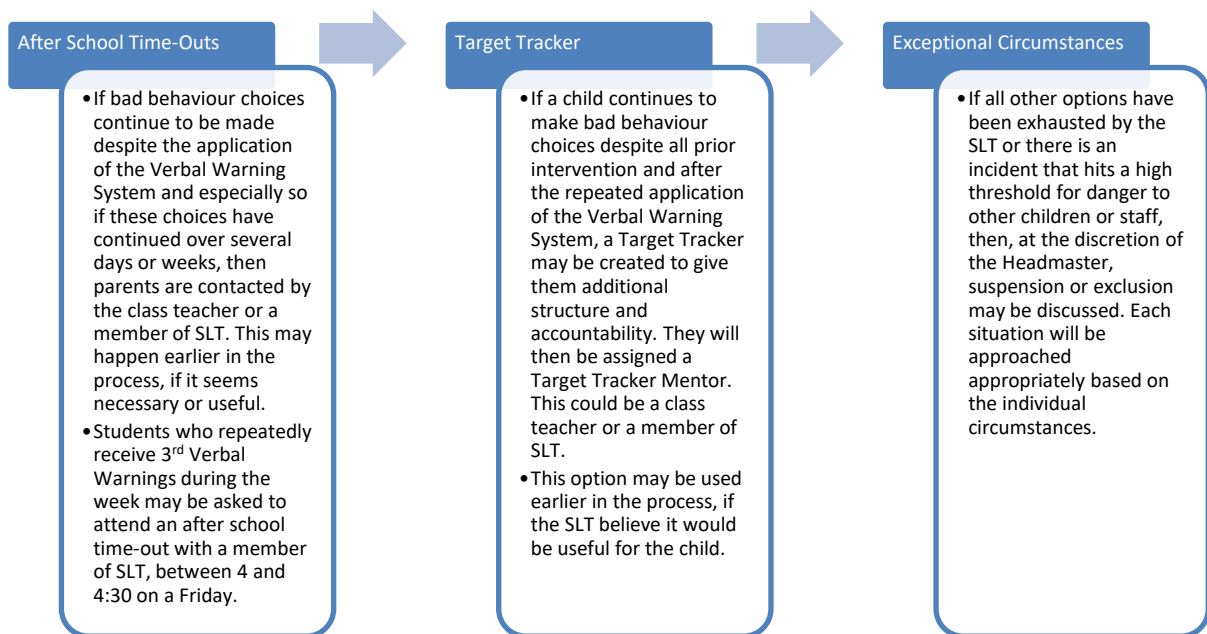 After School Time-Outs
•If bad behaviour choices
continue to be made
despite the application
of the Verbal Warning
System and especially so
if these choices have
continued over several
days or weeks, then
parents are contacted by
the class teacher or a
member of SLT. This may
happen earlier in the
process, if it seems
necessary or useful.
•Students who repeatedly
receive 3rd Verbal
Warnings during the
week may be asked to
attend an after school
time-out with a member
of SLT, between 4 and
4:30 on a Friday.
Target Tracker
•If a child continues to
make bad behaviour
choices despite all prior
intervention and after
the repeated application
of the Verbal Warning
System, a Target Tracker
may be created to give
them additional
structure and
accountability. They will
then be assigned a
Target Tracker Mentor.
This could be a class
teacher or a member of
SLT.
•This option may be used
earlier in the process, if
the SLT believe it would
be useful for the child.
Exceptional Circumstances
•If all other options have
been exhausted by the
SLT or there is an
incident that hits a high
threshold for danger to
other children or staff,
then, at the discretion of
the Headmaster,
suspension or exclusion
may be discussed. Each
situation will be
approached
appropriately based on
the individual
circumstances.